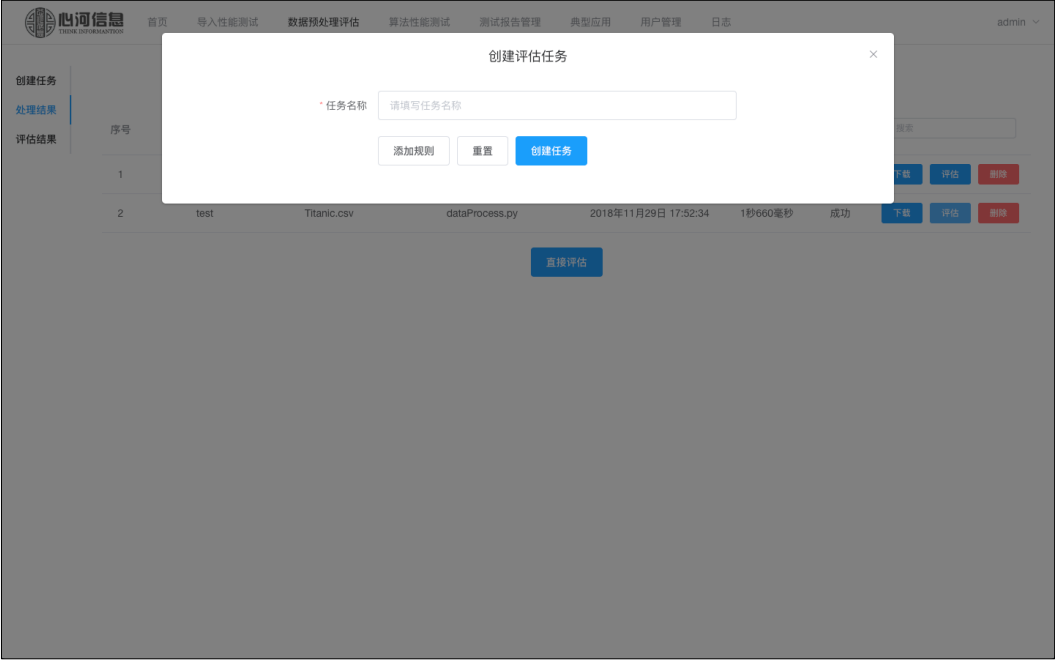 心河信息
THINK INFORMANTION
首页 导入性能测试 数据预处理评估 算法性能测试 测试报告管理 典型应用 用户管理 日志 admin
创建评估任务
创建任务
处理结果
评估结果
* 任务名称 请填写任务名称
添加规则 重置 创建任务
序号 搜索
1 下载 评估 删除
2 test Titanic.csv dataProcess.py 2018年11月29日 17:52:34 1秒660毫秒 成功 下载 评估 删除
直接评估